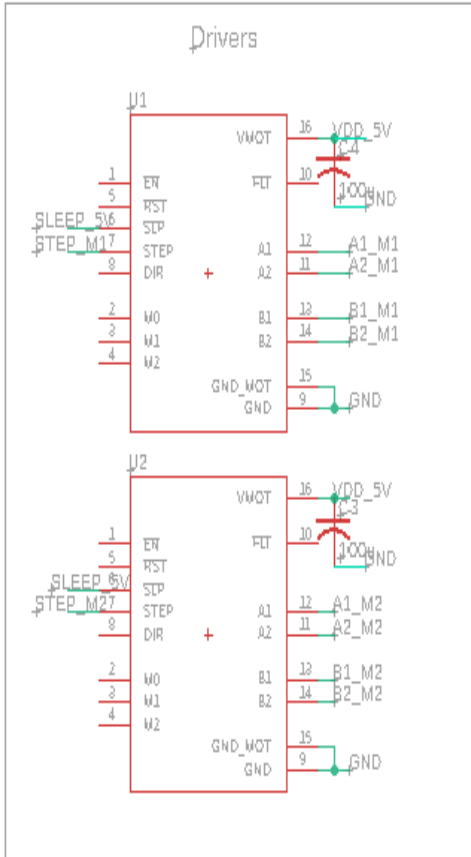 Drivers
U1
VMOT 16 VDD_5V
C4
1 EN
FLT 10
100u
5 RST
GND
SLEEP_5V 6 SLP
STEP_M1 7 STEP
A1 12 A1_M1
8 DIR
A2 11 A2_M1
2 M0
B1 13 B1_M1
3 M1
B2 14 B2_M1
4 M2
GND_MOT 15
GND 9 GND
U2
VMOT 16 VDD_5V
C3
1 EN
FLT 10
100u
5 RST
GND
SLEEP_5V 6 SLP
STEP_M2 7 STEP
A1 12 A1_M2
8 DIR
A2 11 A2_M2
2 M0
B1 13 B1_M2
3 M1
B2 14 B2_M2
4 M2
GND_MOT 15
GND 9 GND